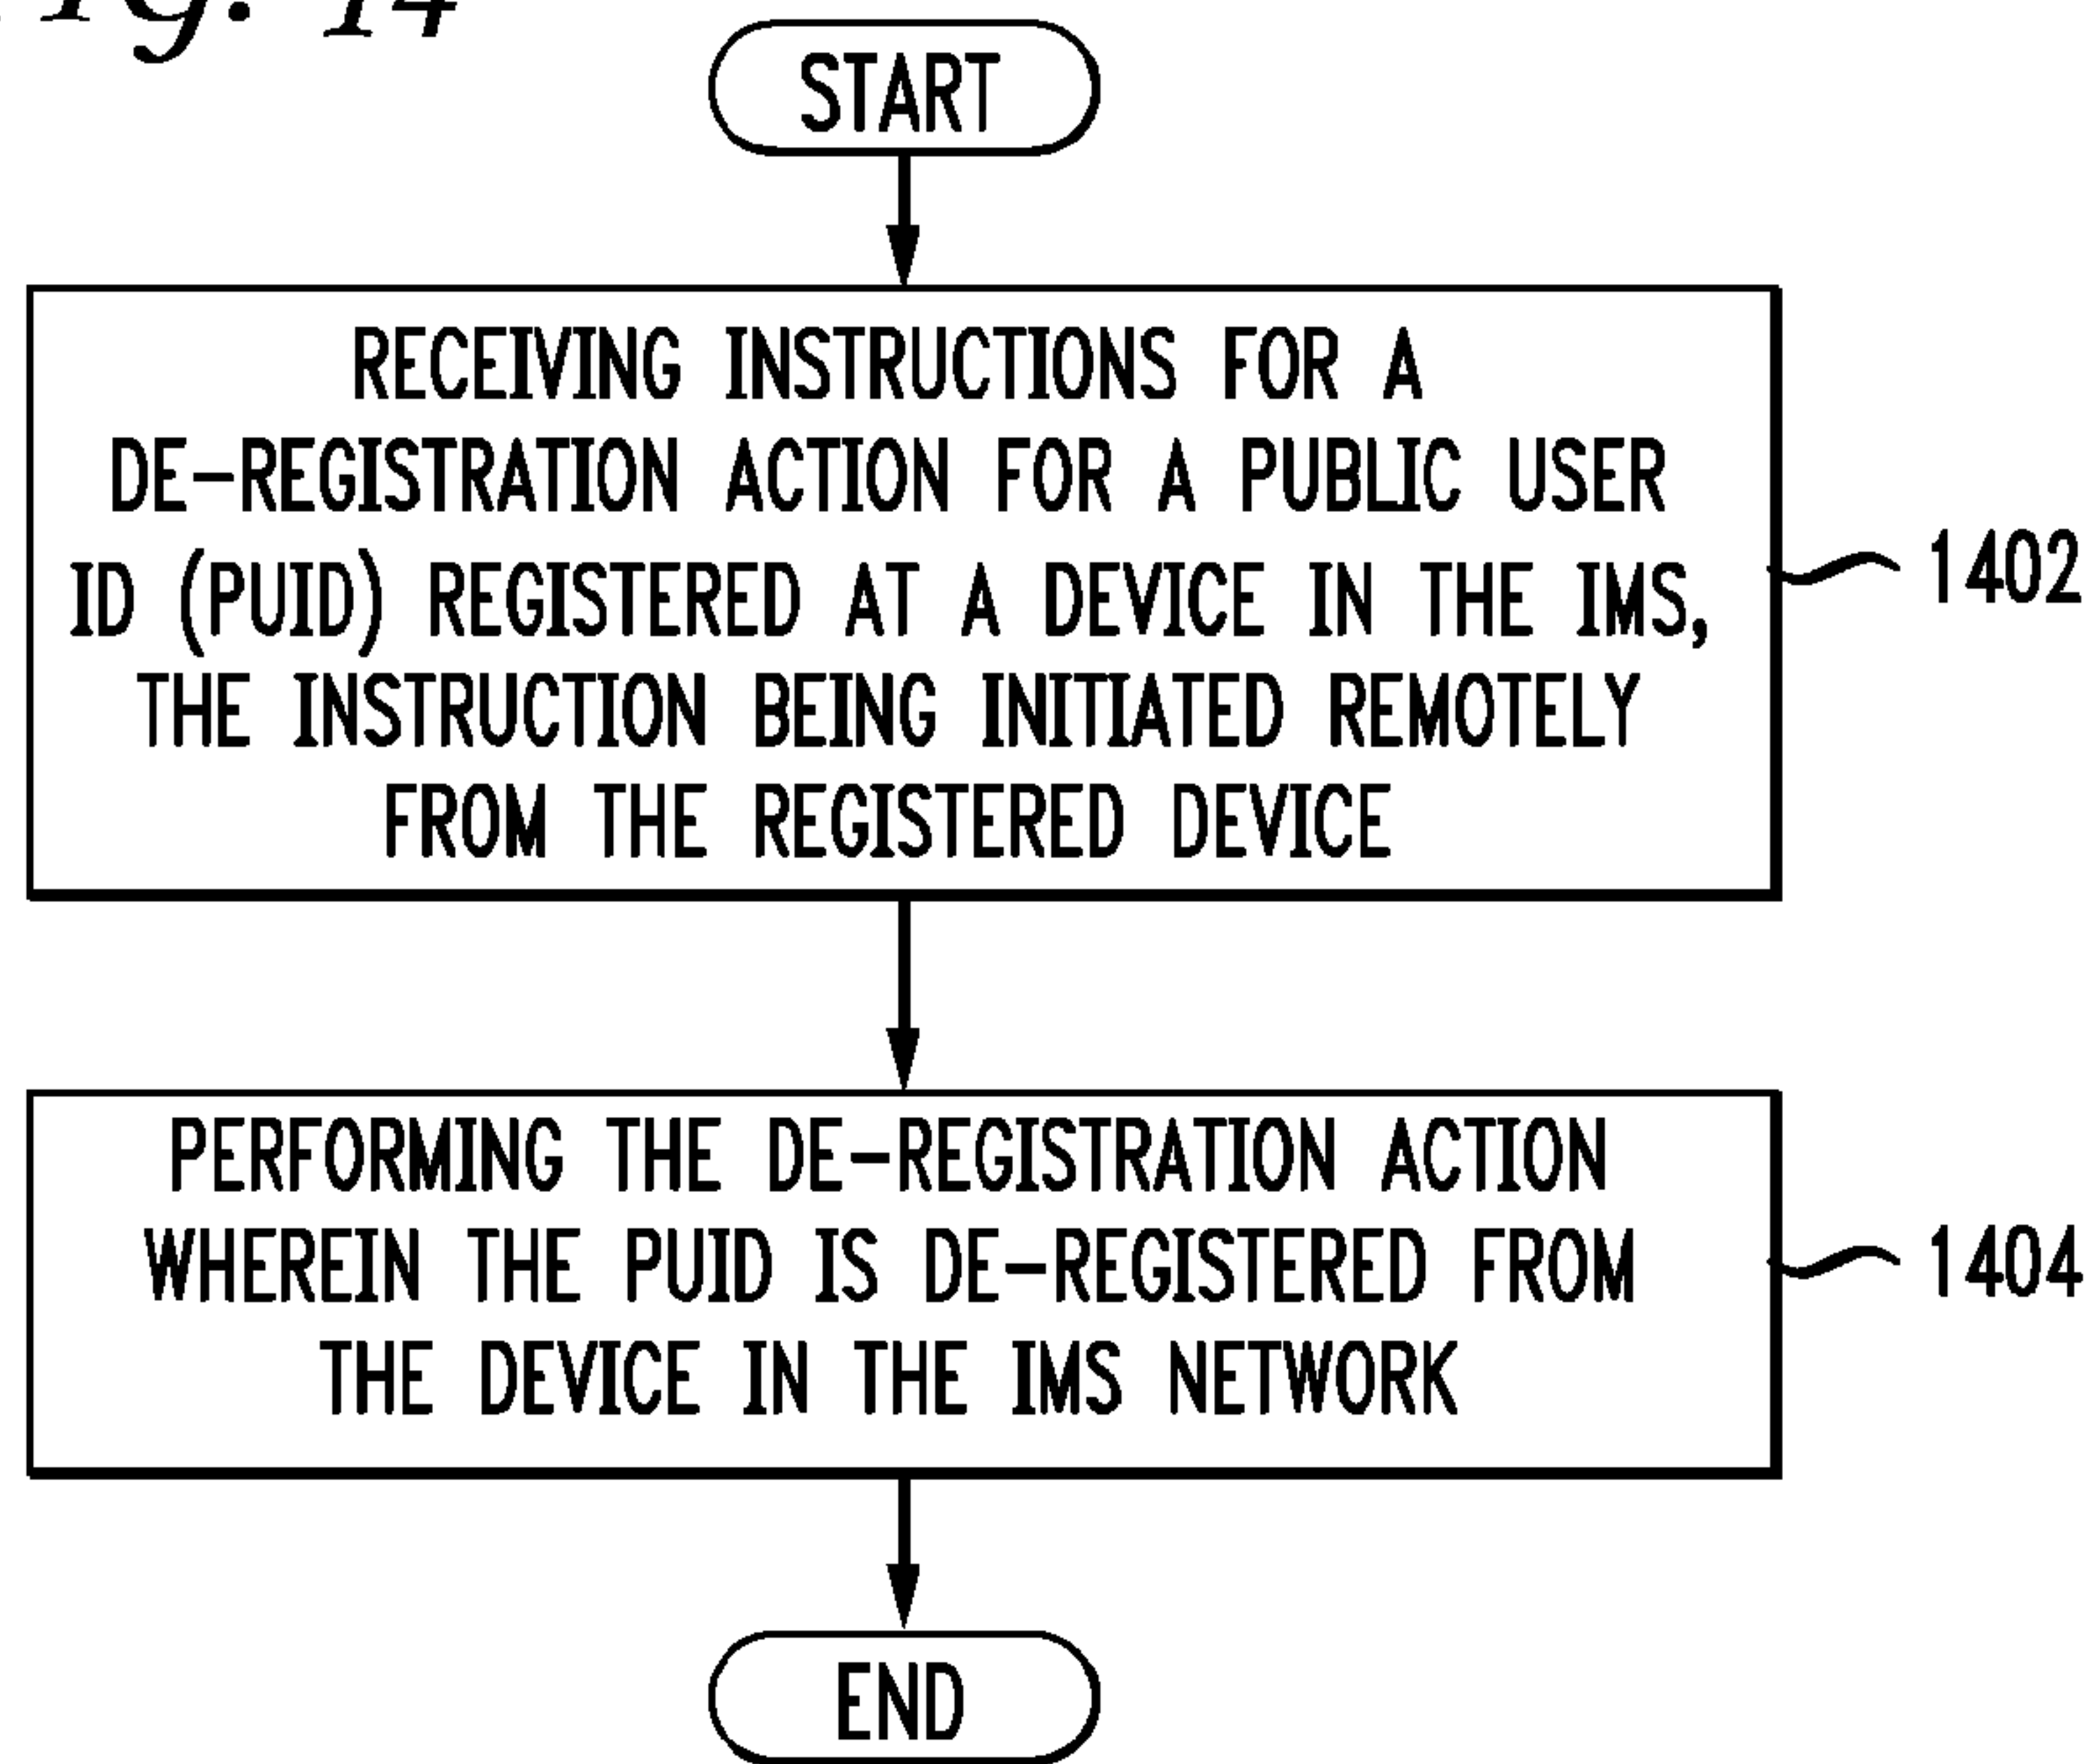 Fig. 14
START
RECEIVING INSTRUCTIONS FOR A
DE-REGISTRATION ACTION FOR A PUBLIC USER
ID (PUID) REGISTERED AT A DEVICE IN THE IMS,
THE INSTRUCTION BEING INITIATED REMOTELY
FROM THE REGISTERED DEVICE
1402
PERFORMING THE DE-REGISTRATION ACTION
WHEREIN THE PUID IS DE-REGISTERED FROM
THE DEVICE IN THE IMS NETWORK
1404
END